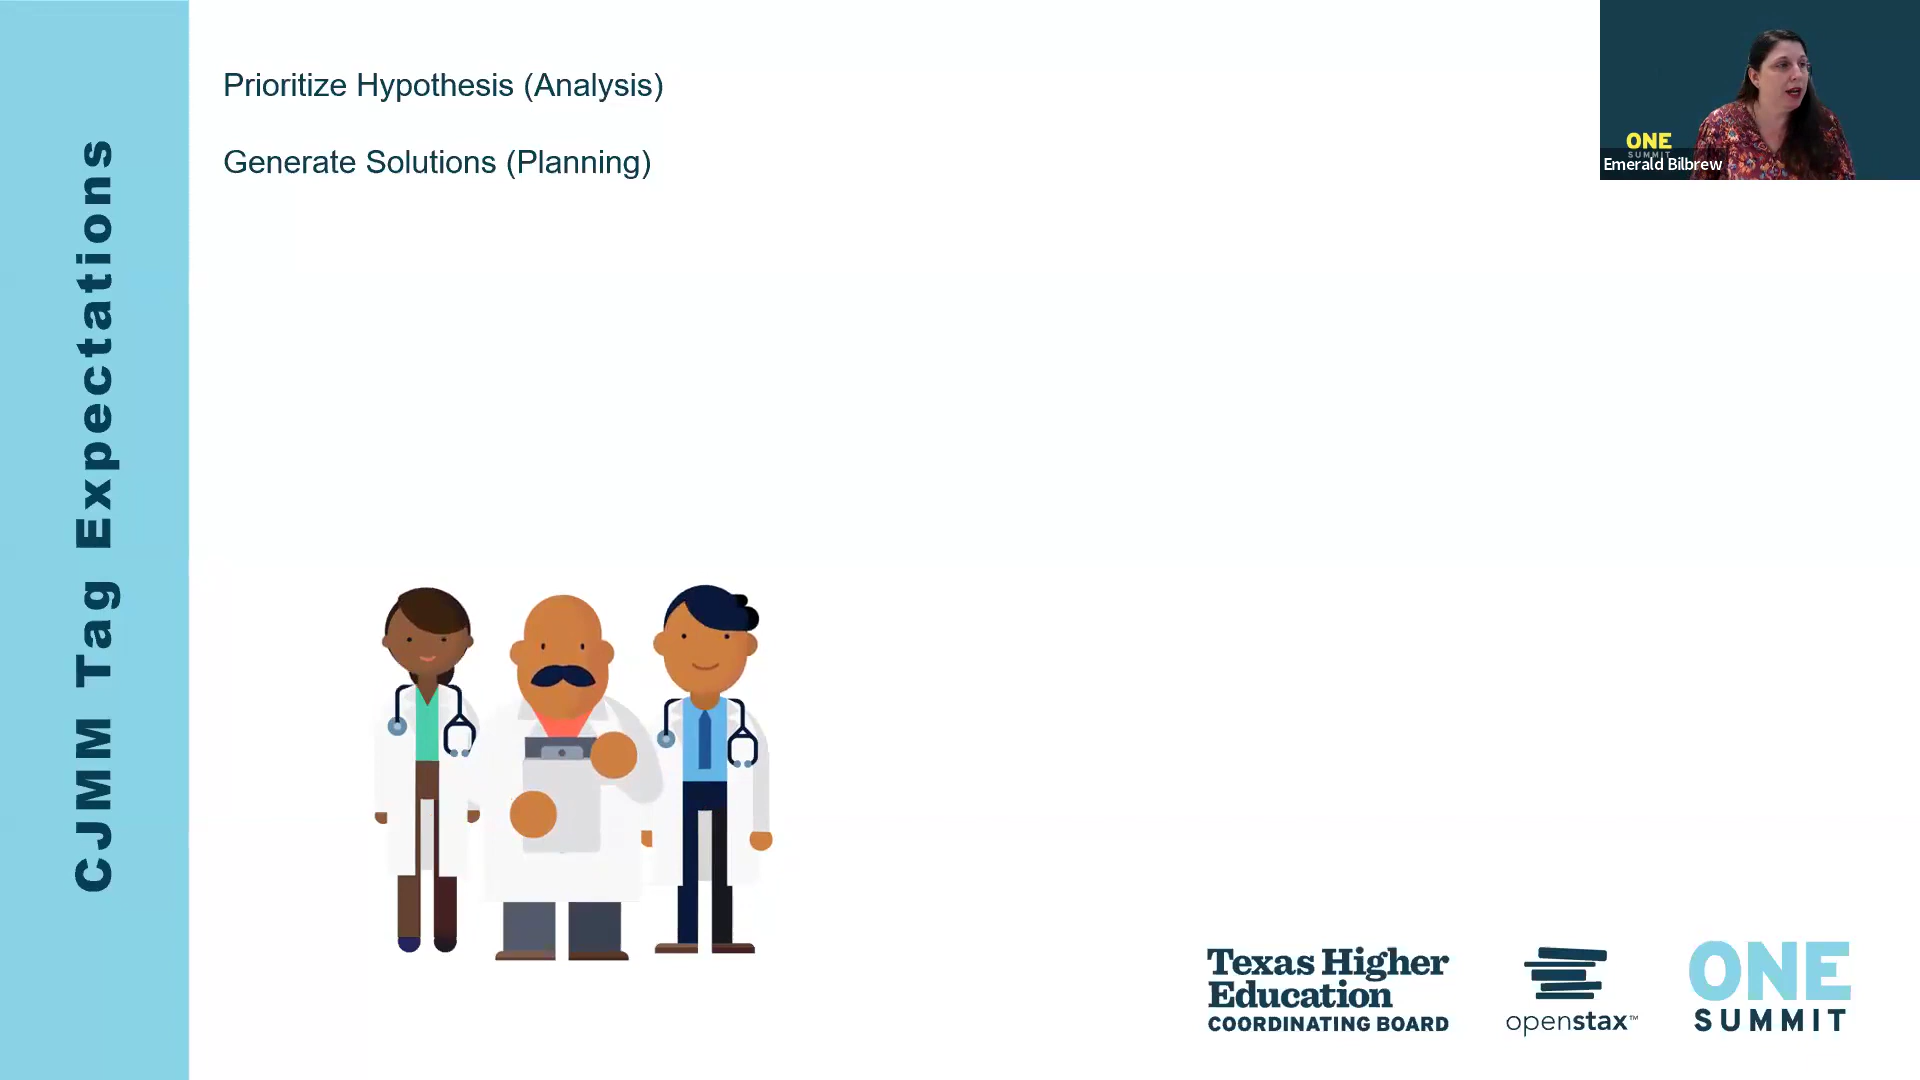 CJMM Tag Expectations
Prioritize Hypothesis (Analysis)
Generate Solutions (Planning)
ONE
SUMMIT
Emerald Bilbrew
Texas Higher
Education
COORDINATING BOARD
openstax™
ONE
SUMMIT